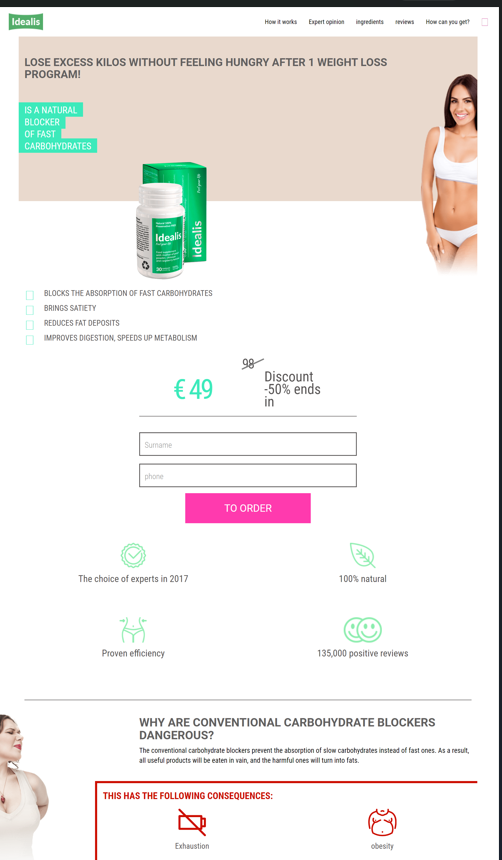 Idealis
How it works
Expert opinion
ingredients
reviews
How can you get?
LOSE EXCESS KILOS WITHOUT FEELING HUNGRY AFTER 1 WEIGHT LOSS
PROGRAM!
IS A NATURAL
BLOCKER
OF FAST
CARBOHYDRATES
Idealis
30
idealis
BLOCKS THE ABSORPTION OF FAST CARBOHYDRATES
BRINGS SATIETY
REDUCES FAT DEPOSITS
IMPROVES DIGESTION, SPEEDS UP METABOLISM
98
€ 49
Discount
-50% ends
in
Surname
phone
TO ORDER
The choice of experts in 2017
100% natural
Proven efficiency
135,000 positive reviews
WHY ARE CONVENTIONAL CARBOHYDRATE BLOCKERS
DANGEROUS?
The conventional carbohydrate blockers prevent the absorption of slow carbohydrates instead of fast ones. As a result,
all useful products will be eaten in vain, and the harmful ones will turn into fats.
THIS HAS THE FOLLOWING CONSEQUENCES:
Exhaustion
obesity